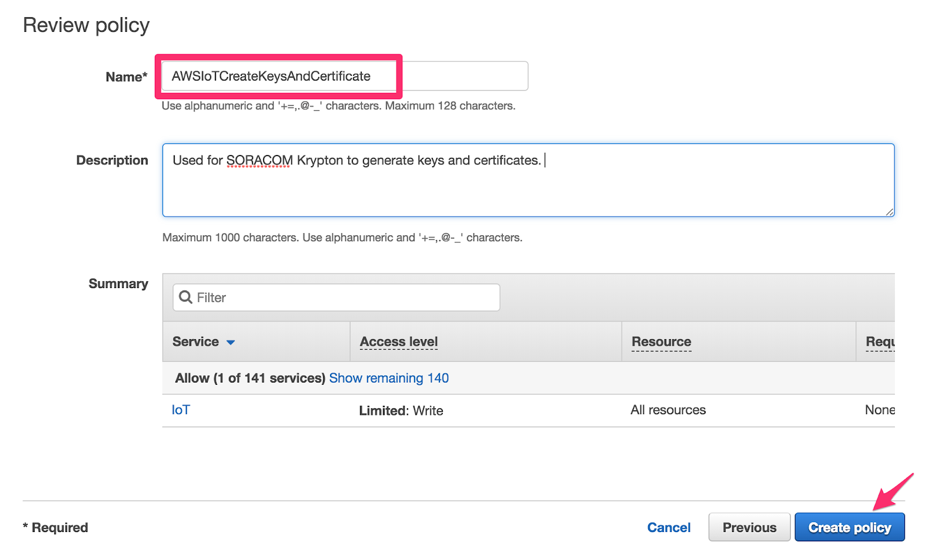 Review policy
Name*
AWSIoTCreateKeysAndCertificate
Use alphanumeric and '+=,.@-_' characters. Maximum 128 characters.
Description
Used for SORACOM Krypton to generate keys and certificates.
Maximum 1000 characters. Use alphanumeric and '+=,.@-_' characters.
Summary
Filter
Service Access level Resource Requ
Allow (1 of 141 services) Show remaining 140
IoT Limited: Write All resources None
* Required
Cancel Previous Create policy